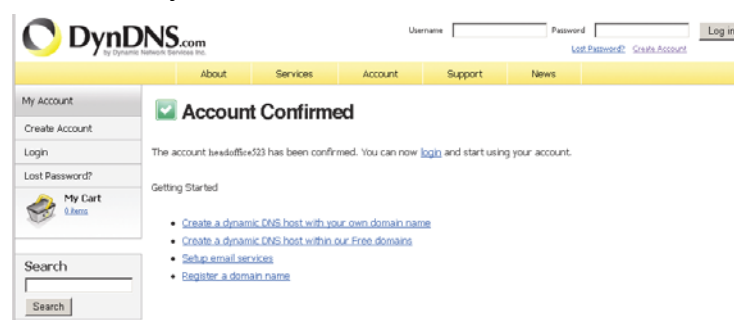 DynDNS.com
by Dynamic Network Services Inc.
Username
Password
Log in
Lost Password? Create Account
About Services Account Support News
My Account
Create Account
Login
Lost Password?
My Cart
0 items
Search
Search
Account Confirmed
The account headoffice523 has been confirmed. You can now login and start using your account.
Getting Started
Create a dynamic DNS host with your own domain name
Create a dynamic DNS host within our Free domains
Setup email services
Register a domain name